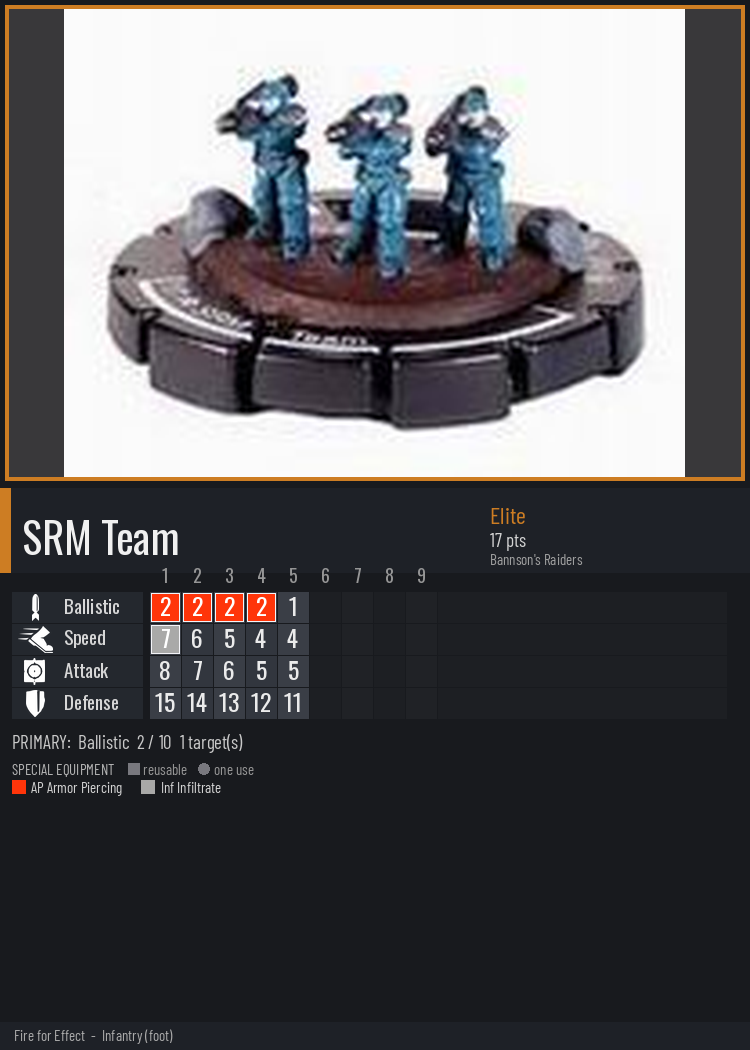 TEAM
SRM Team
Elite
17 pts
Bannson's Raiders
1 2 3 4 5 6 7 8 9
Ballistic 2 2 2 2 1
Speed 7 6 5 4 4
Attack 8 7 6 5 5
Defense 15 14 13 12 11
PRIMARY: Ballistic 2 / 10 1 target(s)
SPECIAL EQUIPMENT reusable one use
AP Armor Piercing Inf Infiltrate
Fire for Effect - Infantry (foot)